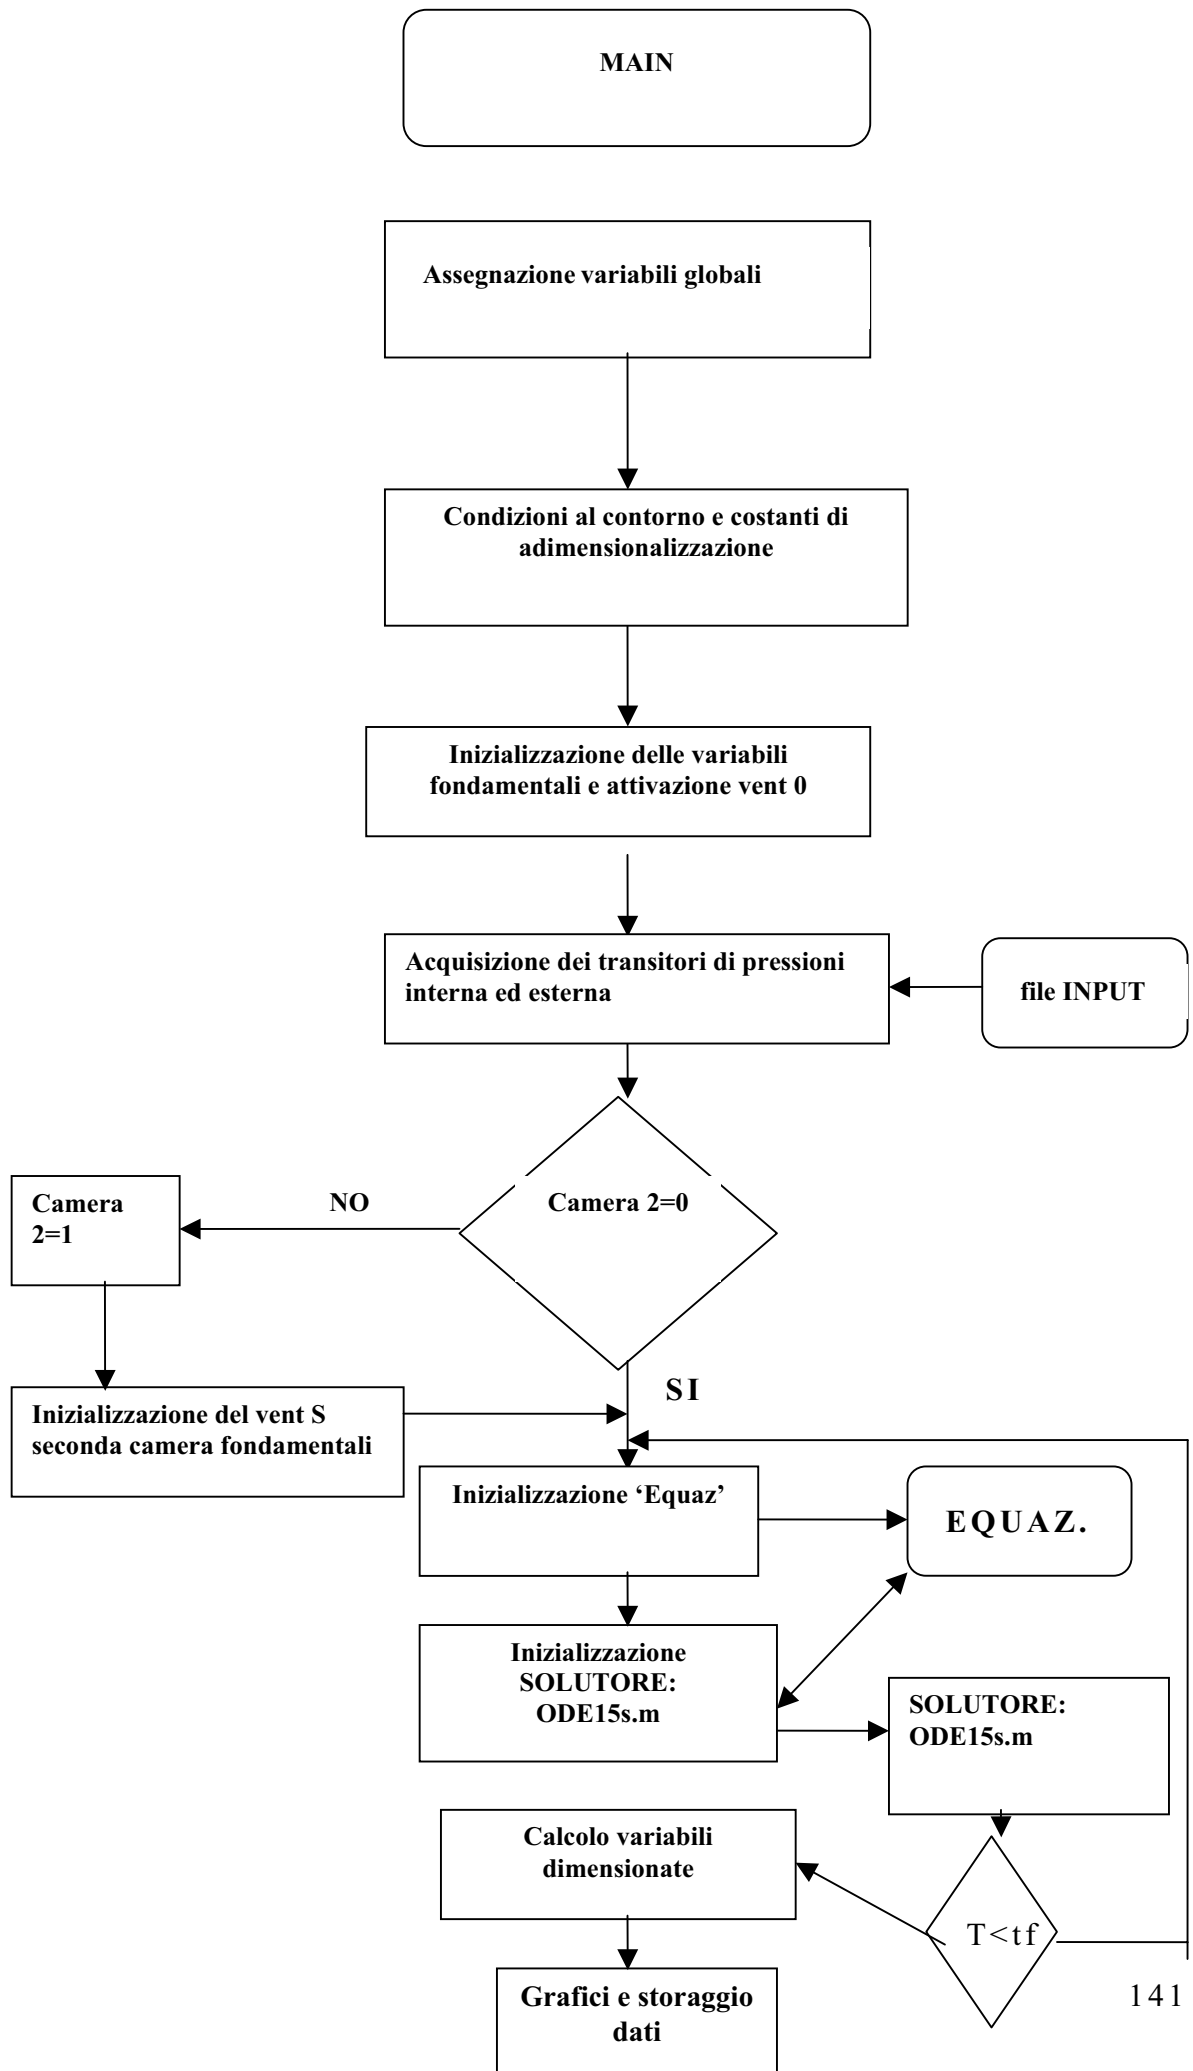 MAIN
Assegnazione variabili globali
Condizioni al contorno e costanti di
adimensionalizzazione
Inizializzazione delle variabili
fondamentali e attivazione vent 0
Acquisizione dei transitori di pressioni
interna ed esterna
file INPUT
Camera 2=0
NO
Camera
2=1
SI
Inizializzazione del vent S
seconda camera fondamentali
Inizializzazione ‘Equaz’
EQUAZ.
Inizializzazione
SOLUTORE:
ODE15s.m
SOLUTORE:
ODE15s.m
Calcolo variabili
dimensionate
T<tf
Grafici e storaggio
dati
141